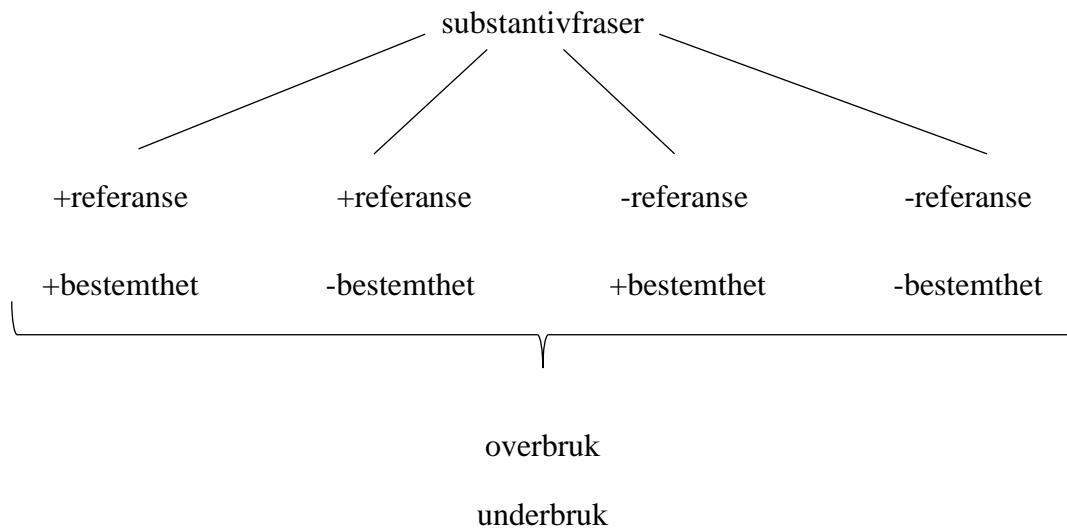 substantivfraser
+referanse +referanse -referanse -referanse
+bestemthet -bestemthet +bestemthet -bestemthet
overbruk
underbruk